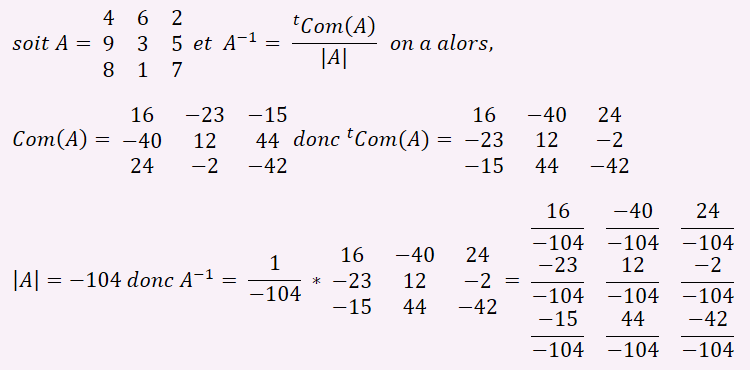 soit A = 4 6 2 9 3 5 8 1 7 et A⁻¹ = ᵗCom(A) / |A| on a alors,
Com(A) = 16 −23 −15 −40 12 44 24 −2 −42 donc ᵗCom(A) = 16 −40 24 −23 12 −2 −15 44 −42
|A| = −104 donc A⁻¹ = 1 / −104 * 16 −40 24 −23 12 −2 −15 44 −42 = 16/−104 −40/−104 24/−104 −23/−104 12/−104 −2/−104 −15/−104 44/−104 −42/−104